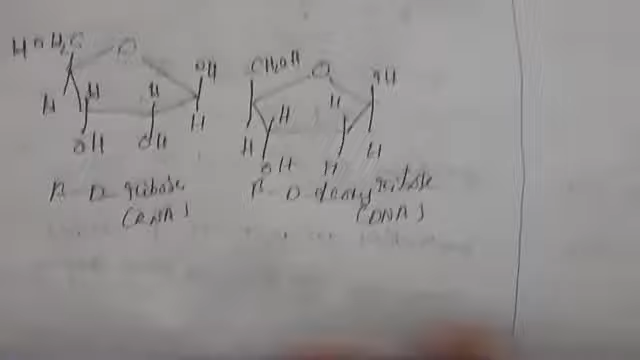 HOH₂C O OH
H H H H
OH OH
β-D-ribose
(RNA)
CH₂OH O OH
H H H H
OH H
β-D-deoxyribose
(DNA)